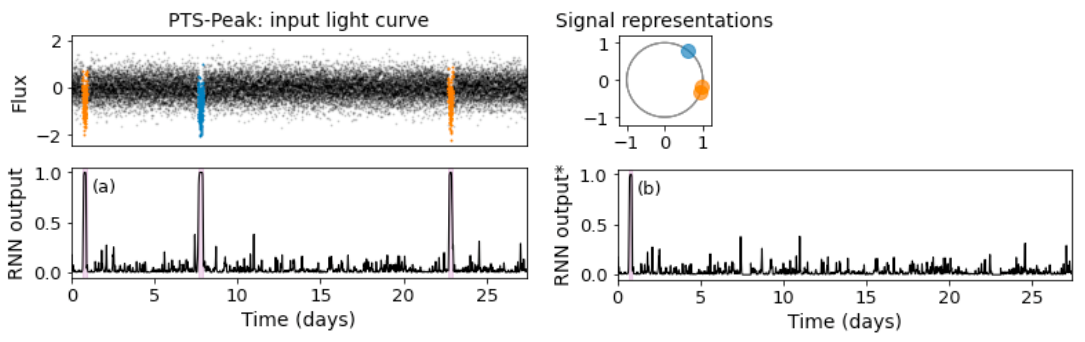 PTS-Peak: input light curve
Flux
2
0
−2
Signal representations
1
0
−1
−1 0 1
RNN output
1.0
0.5
0.0
(a)
0 5 10 15 20 25
Time (days)
RNN output*
1.0
0.5
0.0
(b)
0 5 10 15 20 25
Time (days)